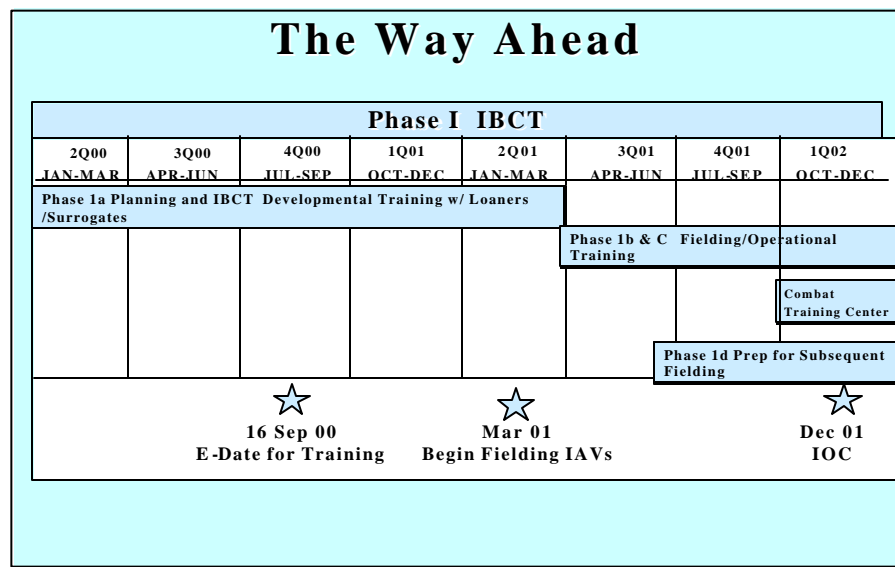 The Way Ahead
Phase I IBCT
2Q00 3Q00 4Q00 1Q01 2Q01 3Q01 4Q01 1Q02
JAN-MAR APR-JUN JUL-SEP OCT-DEC JAN-MAR APR-JUN JUL-SEP OCT-DEC
Phase 1a Planning and IBCT Developmental Training w/ Loaners
/Surrogates
Phase 1b & C Fielding/Operational
Training
Combat
Training Center
Phase 1d Prep for Subsequent
Fielding
16 Sep 00
E-Date for Training
Mar 01
Begin Fielding IAVs
Dec 01
IOC